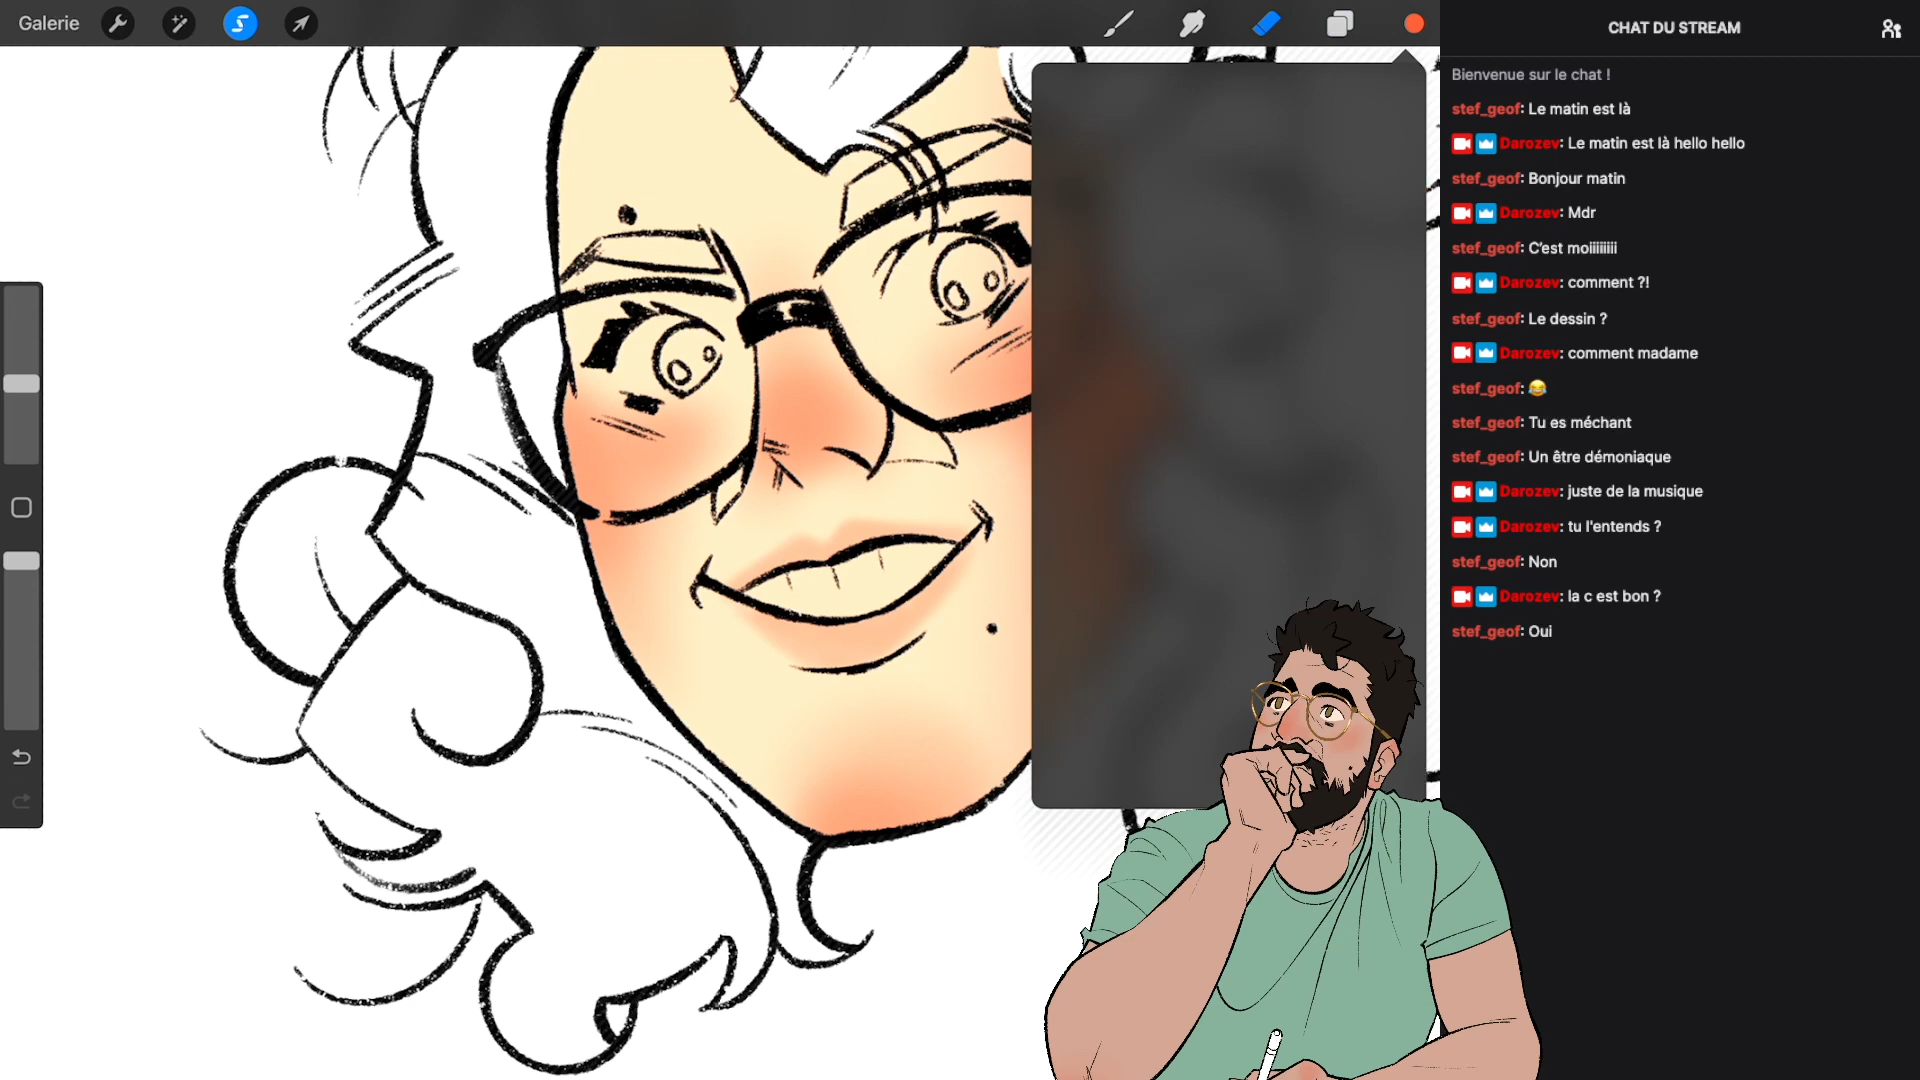 Galerie
CHAT DU STREAM
Bienvenue sur le chat !
stef_geof: Le matin est là
Darozev: Le matin est là hello hello
stef_geof: Bonjour matin
Darozev: Mdr
stef_geof: C'est moiiiiiiiii
Darozev: comment ?!
stef_geof: Le dessin ?
Darozev: comment madame
stef_geof: 😂
stef_geof: Tu es méchant
stef_geof: Un être démoniaque
Darozev: juste de la musique
Darozev: tu l'entends ?
stef_geof: Non
Darozev: la c est bon ?
stef_geof: Oui